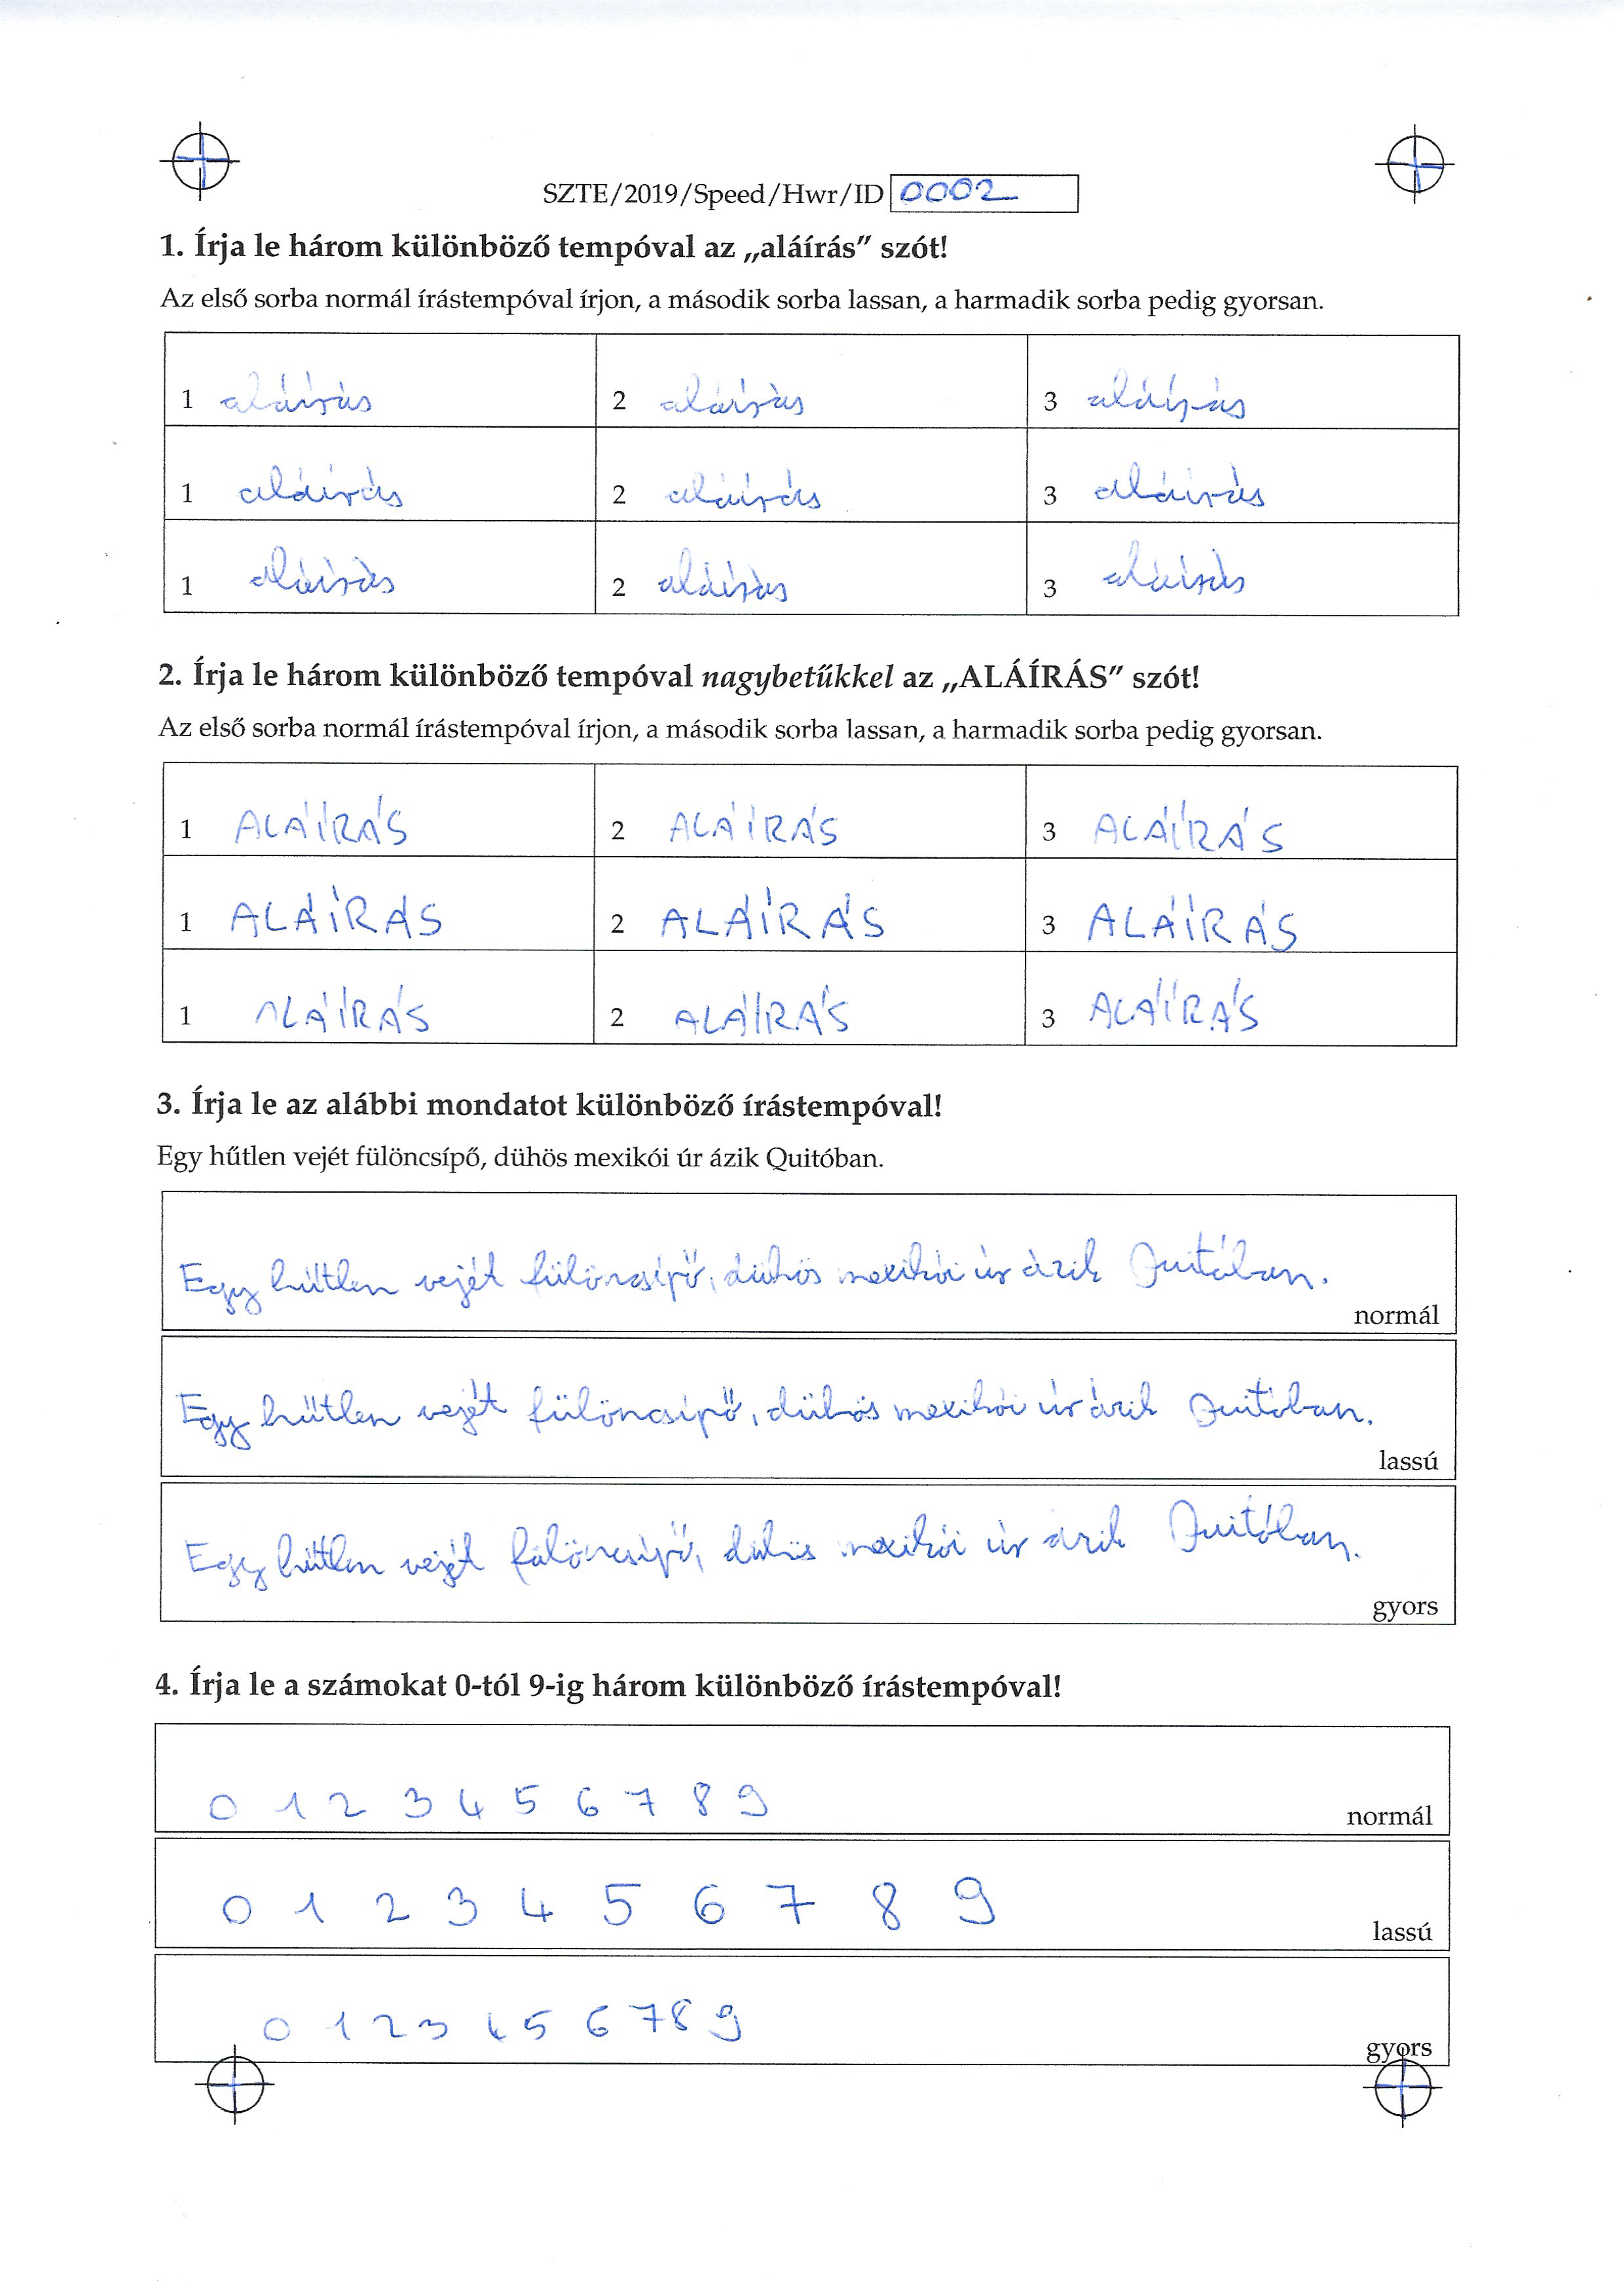 SZTE/2019/Speed/Hwr/ID 0002
1. Írja le három különböző tempóval az „aláírás” szót!
Az első sorba normál írástempóval írjon, a második sorba lassan, a harmadik sorba pedig gyorsan.
1 aláírás 2 aláírás 3 aláírás
1 aláírás 2 aláírás 3 aláírás
1 aláírás 2 aláírás 3 aláírás
2. Írja le három különböző tempóval nagybetűkkel az „ALÁÍRÁS” szót!
Az első sorba normál írástempóval írjon, a második sorba lassan, a harmadik sorba pedig gyorsan.
1 ALÁÍRÁS 2 ALÁÍRÁS 3 ALÁÍRÁS
1 ALÁÍRÁS 2 ALÁÍRÁS 3 ALÁÍRÁS
1 ALÁÍRÁS 2 ALÁÍRÁS 3 ALÁÍRÁS
3. Írja le az alábbi mondatot különböző írástempóval!
Egy hűtlen vejét fülöncsípő, dühös mexikói úr ázik Quitóban.
Egy hűtlen vejét fülöncsípő, dühös mexikói úr ázik Quitóban.
normál
Egy hűtlen vejét fülöncsípő, dühös mexikói úr ázik Quitóban.
lassú
Egy hűtlen vejét fülöncsípő, dühös mexikói úr ázik Quitóban.
gyors
4. Írja le a számokat 0-tól 9-ig három különböző írástempóval!
0 1 2 3 4 5 6 7 8 9
normál
0 1 2 3 4 5 6 7 8 9
lassú
0 1 2 3 4 5 6 7 8 9
gyors